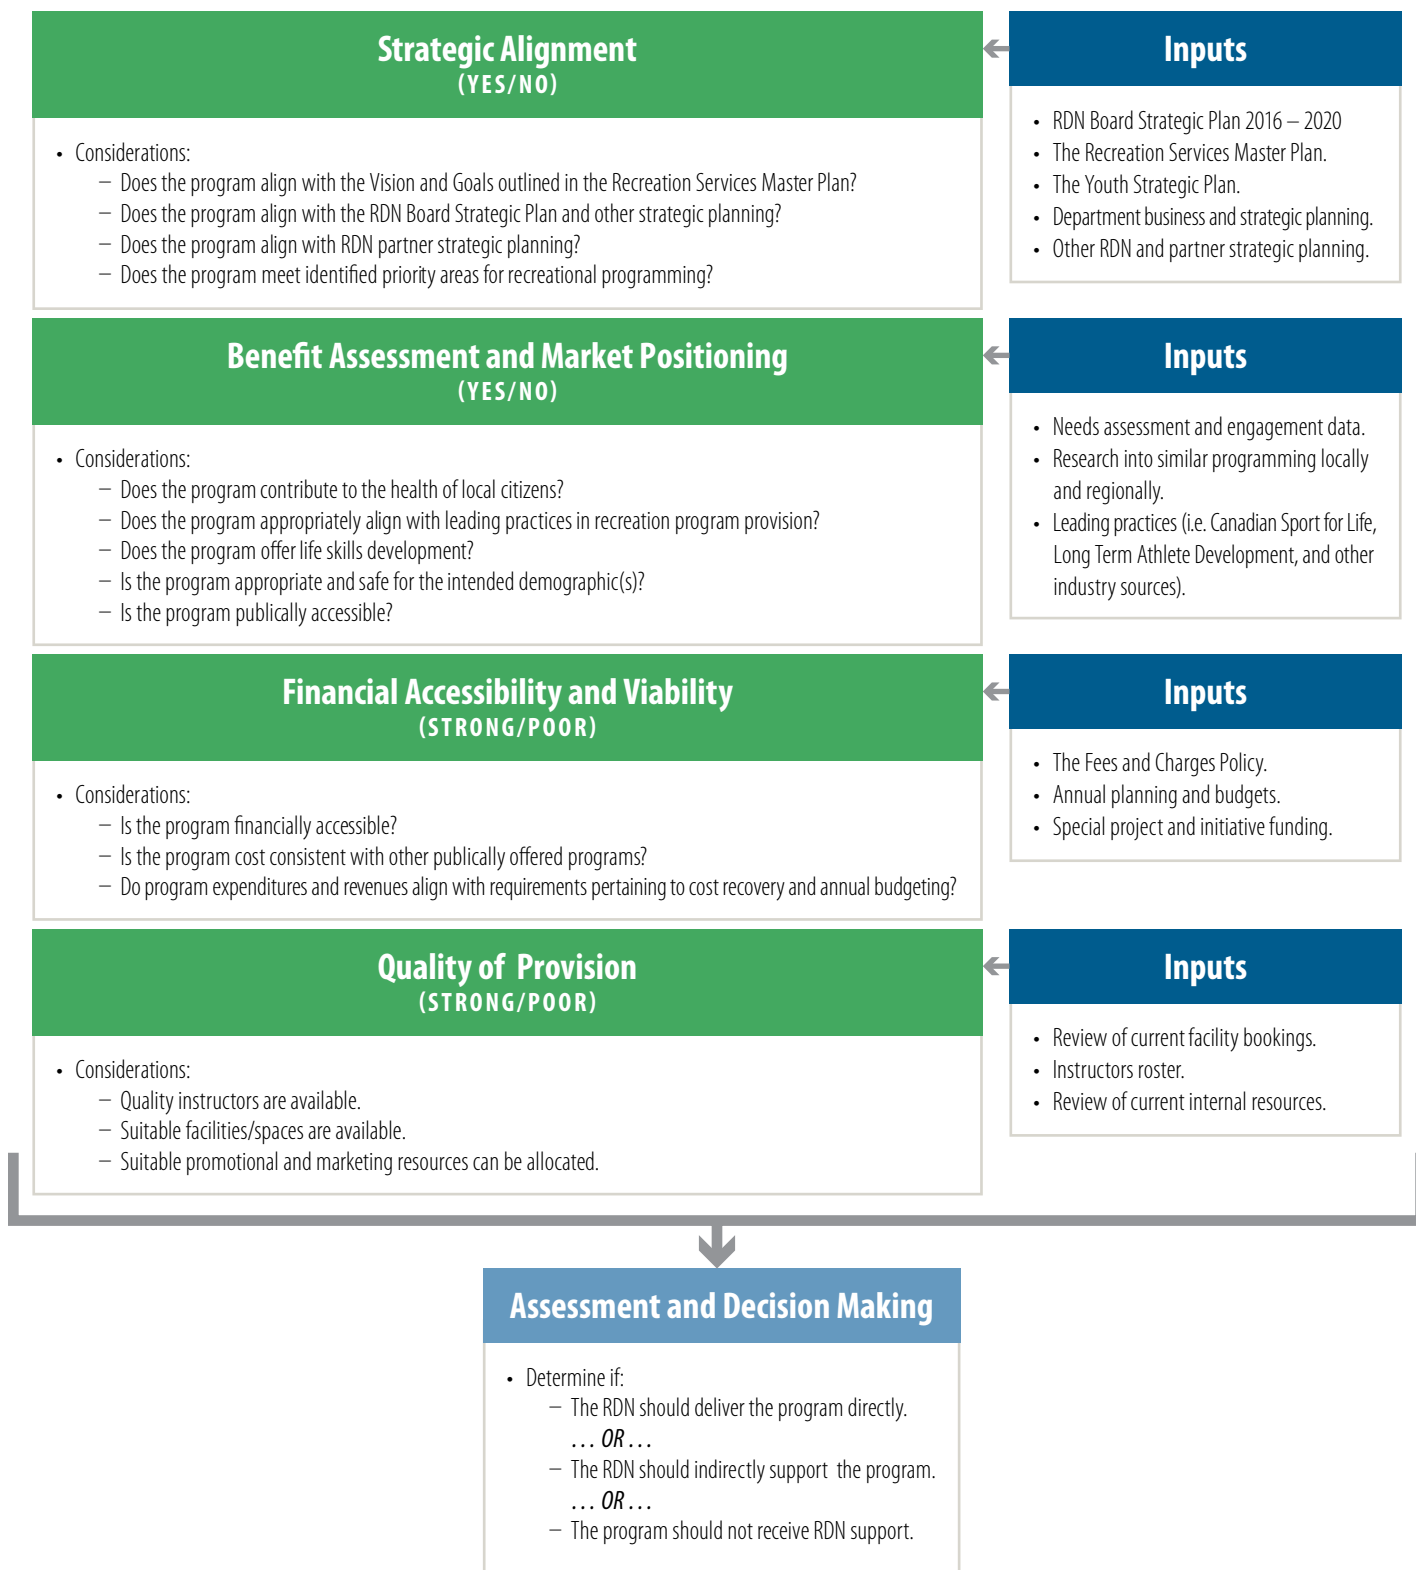 Strategic Alignment
(YES/NO)
• Considerations:
– Does the program align with the Vision and Goals outlined in the Recreation Services Master Plan?
– Does the program align with the RDN Board Strategic Plan and other strategic planning?
– Does the program align with RDN partner strategic planning?
– Does the program meet identified priority areas for recreational programming?
Inputs
• RDN Board Strategic Plan 2016 – 2020
• The Recreation Services Master Plan.
• The Youth Strategic Plan.
• Department business and strategic planning.
• Other RDN and partner strategic planning.
Benefit Assessment and Market Positioning
(YES/NO)
• Considerations:
– Does the program contribute to the health of local citizens?
– Does the program appropriately align with leading practices in recreation program provision?
– Does the program offer life skills development?
– Is the program appropriate and safe for the intended demographic(s)?
– Is the program publically accessible?
Inputs
• Needs assessment and engagement data.
• Research into similar programming locally
and regionally.
• Leading practices (i.e. Canadian Sport for Life,
Long Term Athlete Development, and other
industry sources).
Financial Accessibility and Viability
(STRONG/POOR)
• Considerations:
– Is the program financially accessible?
– Is the program cost consistent with other publically offered programs?
– Do program expenditures and revenues align with requirements pertaining to cost recovery and annual budgeting?
Inputs
• The Fees and Charges Policy.
• Annual planning and budgets.
• Special project and initiative funding.
Quality of Provision
(STRONG/POOR)
• Considerations:
– Quality instructors are available.
– Suitable facilities/spaces are available.
– Suitable promotional and marketing resources can be allocated.
Inputs
• Review of current facility bookings.
• Instructors roster.
• Review of current internal resources.
Assessment and Decision Making
• Determine if:
– The RDN should deliver the program directly.
. . . OR . . .
– The RDN should indirectly support the program.
. . . OR . . .
– The program should not receive RDN support.